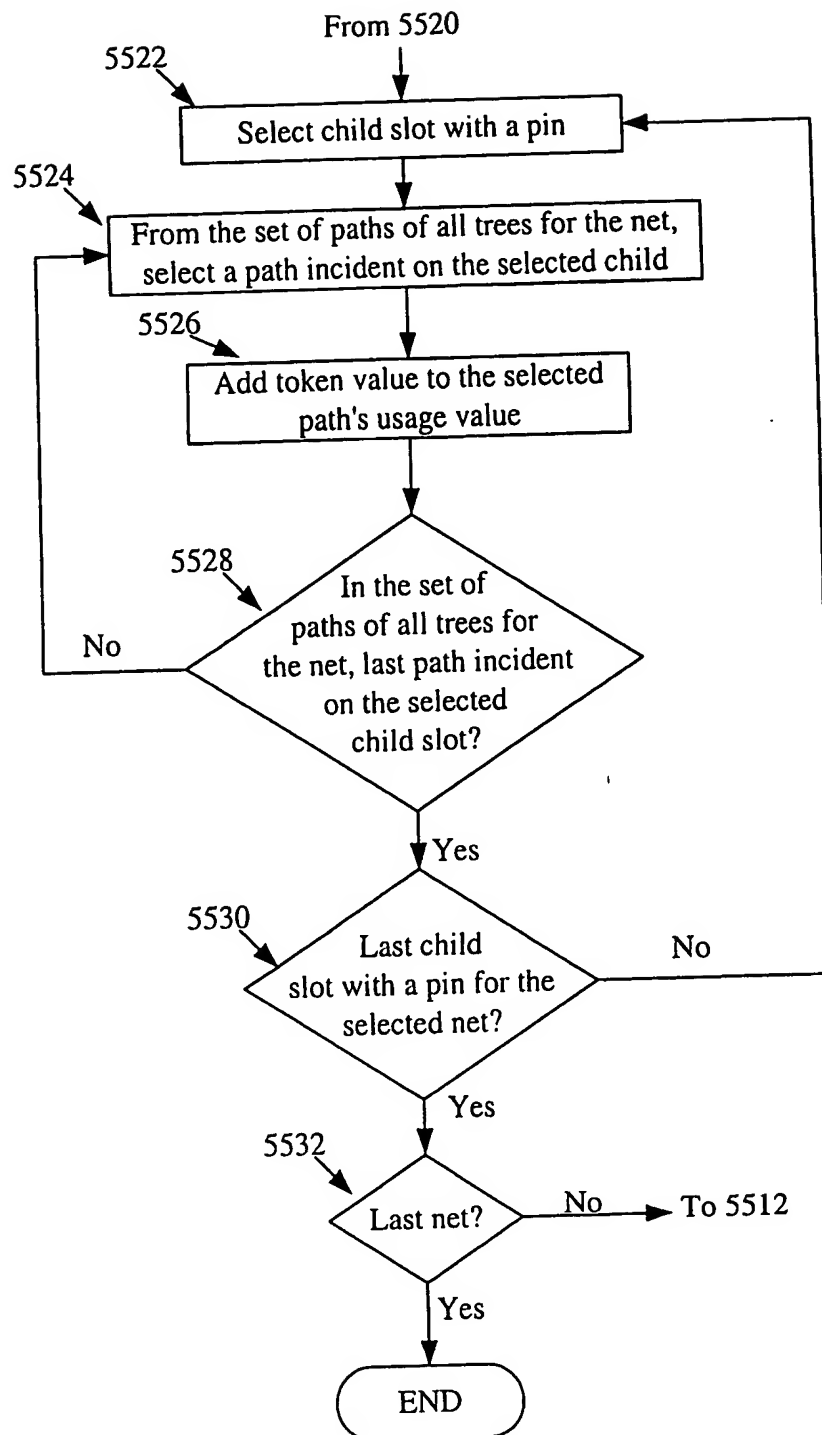 From 5520
5522
Select child slot with a pin
5524
From the set of paths of all trees for the net,
select a path incident on the selected child
5526
Add token value to the selected
path's usage value
5528
In the set of
paths of all trees for
the net, last path incident
on the selected
child slot?
No
Yes
5530
Last child
slot with a pin for the
selected net?
No
Yes
5532
Last net?
No
To 5512
Yes
END